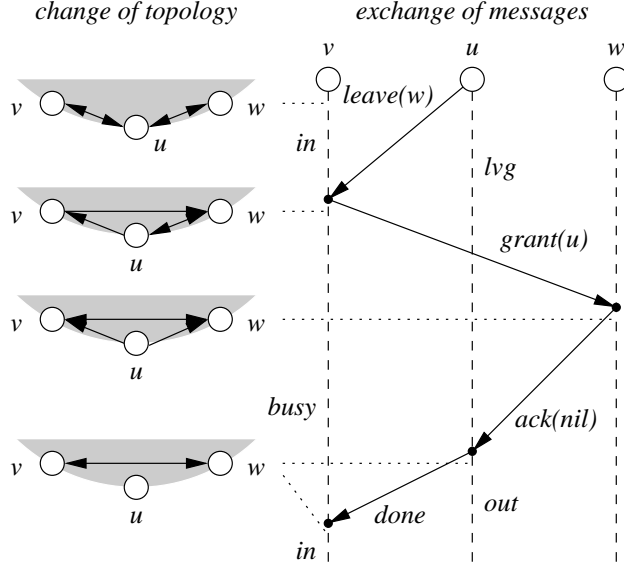 change of topology
exchange of messages
v
u
w
leave(w)
v
w
u
in
lvg
v
w
u
grant(u)
v
w
u
busy
ack(nil)
v
w
u
done
out
in